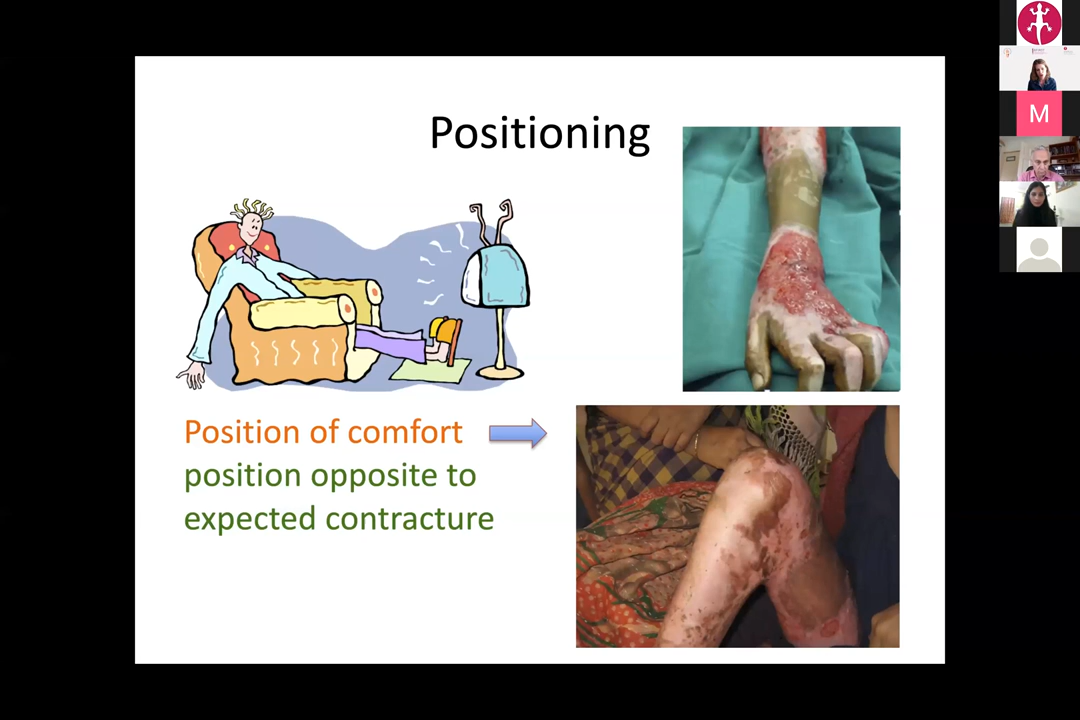 Positioning
Position of comfort
position opposite to
expected contracture
M